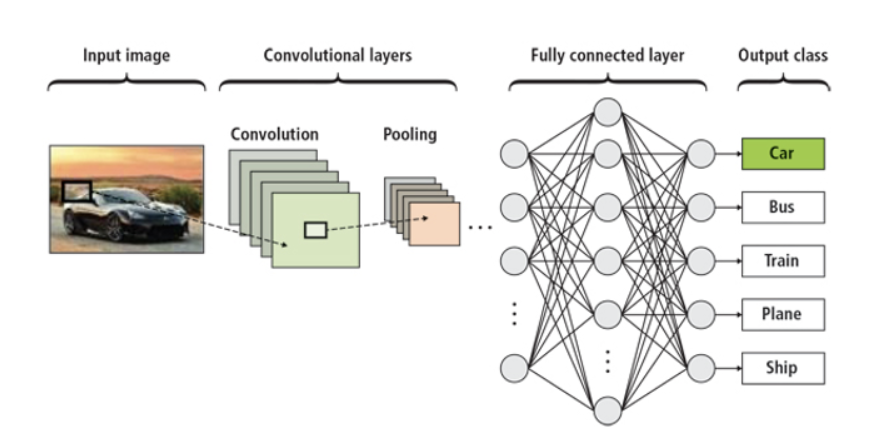 Input image
Convolutional layers
Fully connected layer
Output class
Convolution
Pooling
Car
Bus
Train
Plane
Ship